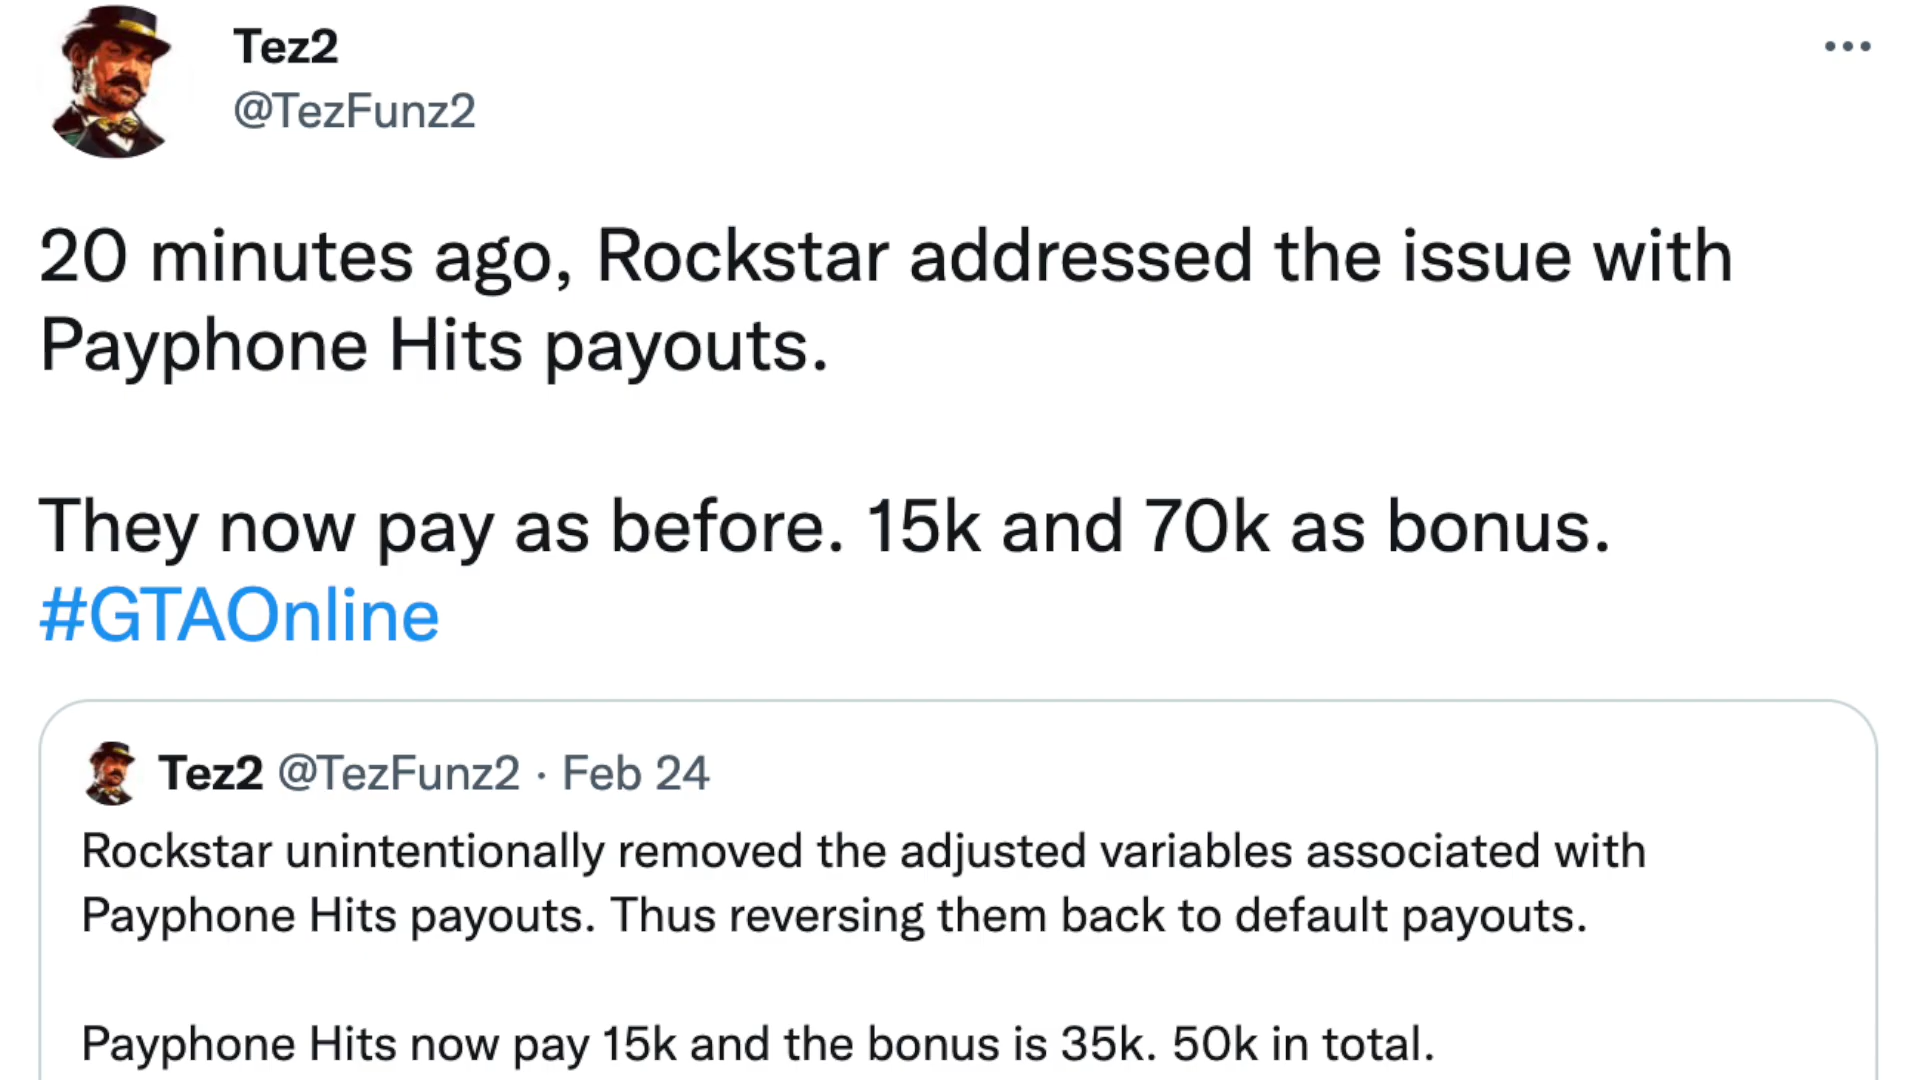 Tez2
@TezFunz2
20 minutes ago, Rockstar addressed the issue with
Payphone Hits payouts.
They now pay as before. 15k and 70k as bonus.
#GTAOnline
Tez2 @TezFunz2 · Feb 24
Rockstar unintentionally removed the adjusted variables associated with
Payphone Hits payouts. Thus reversing them back to default payouts.
Payphone Hits now pay 15k and the bonus is 35k. 50k in total.